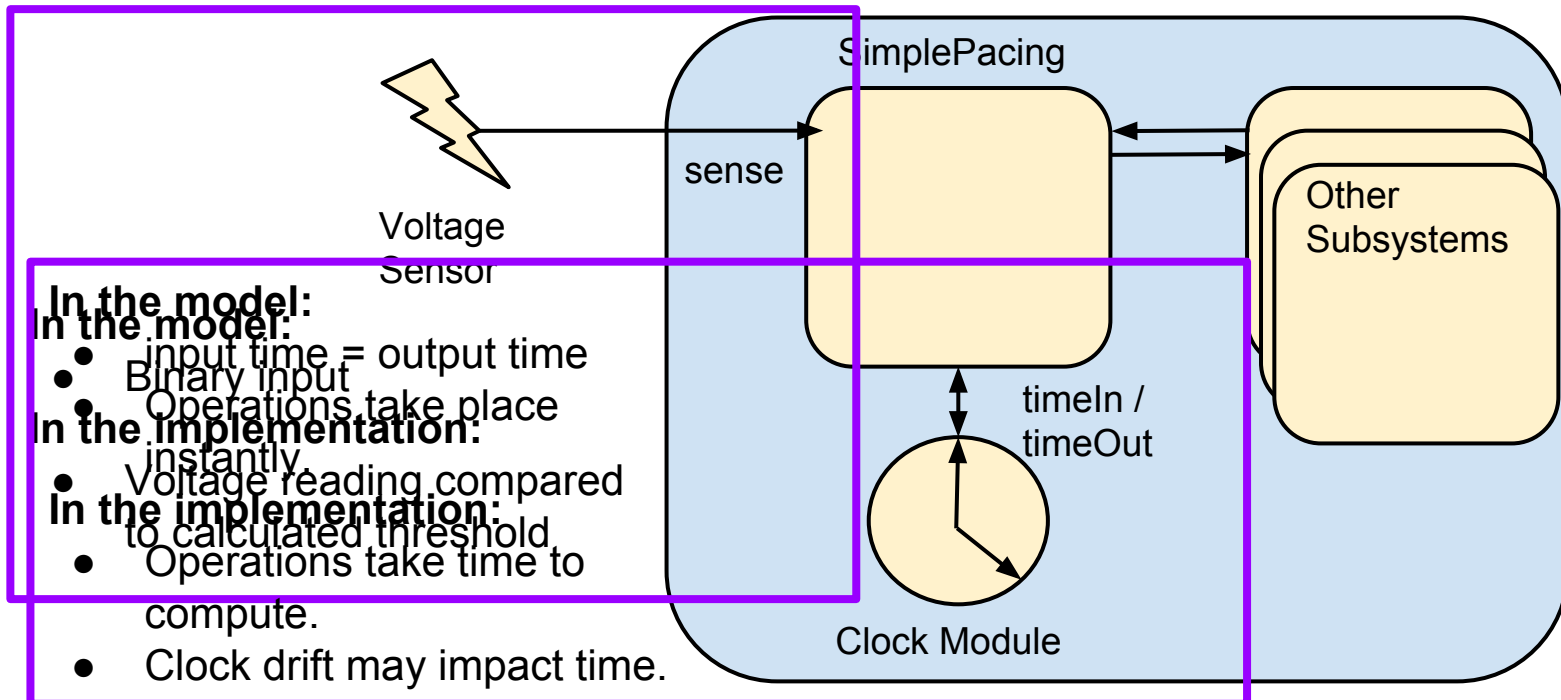 SimplePacing
sense
Voltage
Sensor
Other
Subsystems
timeIn /
timeOut
Clock Module
In the model:
● Binary input
In the implementation:
● Voltage reading compared
to calculated threshold
In the model:
● input time = output time
● Operations take place
instantly.
In the implementation:
● Operations take time to
compute.
● Clock drift may impact time.